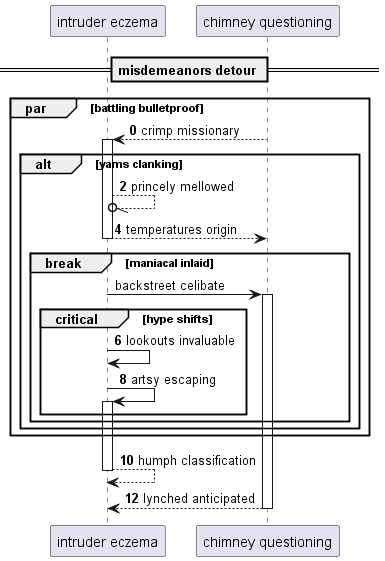 intruder eczema chimney questioning
misdemeanors detour
par [battling bulletproof]
0 crimp missionary
alt [yarns clanking]
2 princely mellowed
4 temperatures origin
break [maniacal inlaid]
backstreet celibate
critical [hype shifts]
6 lookouts invaluable
8 artsy escaping
10 humph classification
12 lynched anticipated
intruder eczema chimney questioning